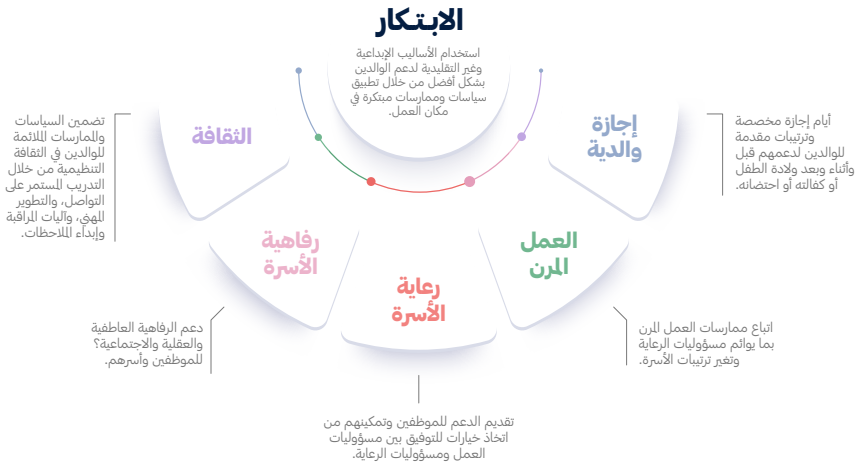 الابتكار
استخدام الأساليب الإبداعية
وغير التقليدية لدعم الوالدين
بشكل أفضل من خلال تطبيق
سياسات وممارسات مبتكرة في
مكان العمل.
إجازة
والدية
أيام إجازة مخصصة
وترتيبات مقدمة
للوالدين لدعمهم قبل
وأثناء وبعد ولادة الطفل
أو كفالته أو احتضانه.
العمل
المرن
اتباع ممارسات العمل المرن
بما يوائم مسؤوليات الرعاية
وتغير ترتيبات الأسرة.
رعاية
الأسرة
تقديم الدعم للموظفين وتمكينهم من
اتخاذ خيارات للتوفيق بين مسؤوليات
العمل ومسؤوليات الرعاية.
رفاهية
الأسرة
دعم الرفاهية العاطفية
والعقلية والاجتماعية؟
للموظفين وأسرهم.
الثقافة
تضمين السياسات
والممارسات الملائمة
للوالدين في الثقافة
التنظيمية من خلال
التدريب المستمر على
التواصل، والتطوير
المهني، وآليات المراقبة
وإبداء الملاحظات.